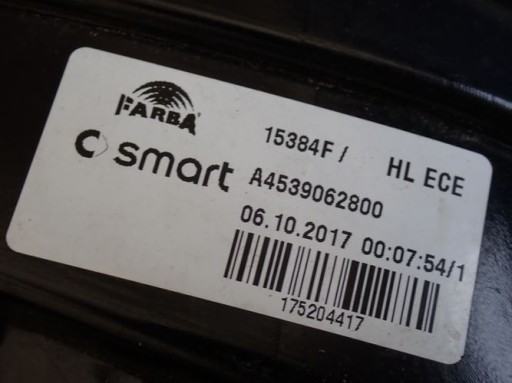 FARBA
15384F / HL ECE
smart A4539062800
06.10.2017 00:07:54/1
175204417